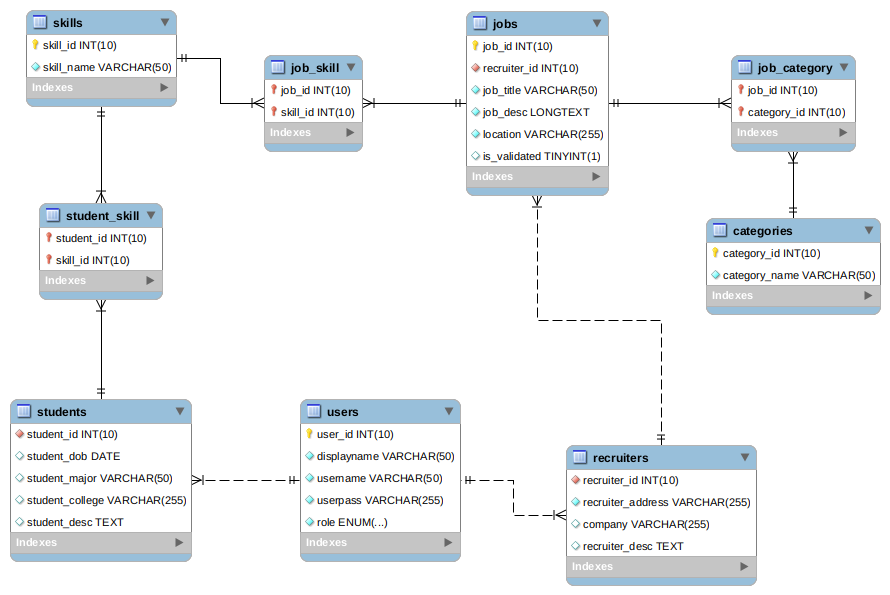 skills
skill_id INT(10)
skill_name VARCHAR(50)
Indexes
job_skill
job_id INT(10)
skill_id INT(10)
Indexes
jobs
job_id INT(10)
recruiter_id INT(10)
job_title VARCHAR(50)
job_desc LONGTEXT
location VARCHAR(255)
is_validated TINYINT(1)
Indexes
job_category
job_id INT(10)
category_id INT(10)
Indexes
student_skill
student_id INT(10)
skill_id INT(10)
Indexes
categories
category_id INT(10)
category_name VARCHAR(50)
Indexes
students
student_id INT(10)
student_dob DATE
student_major VARCHAR(50)
student_college VARCHAR(255)
student_desc TEXT
Indexes
users
user_id INT(10)
displayname VARCHAR(50)
username VARCHAR(50)
userpass VARCHAR(255)
role ENUM(...)
Indexes
recruiters
recruiter_id INT(10)
recruiter_address VARCHAR(255)
company VARCHAR(255)
recruiter_desc TEXT
Indexes